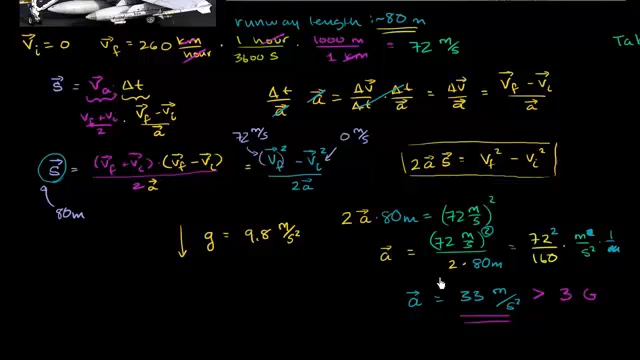 runway length: ~80 m
Tab
v⃗i = 0   v⃗f = 260 km/hour · 1 hour/3600 s · 1000 m/1 km = 72 m/s
s⃗ = v⃗a · Δt
vf+vi/2 · v⃗f−v⃗i/a⃗
Δt/a⃗ · a⃗ = Δv⃗/Δt · Δt/a⃗ = Δv⃗/a⃗ = v⃗f−v⃗i/a⃗
72 m/s   0 m/s
s⃗ = (v⃗f+v⃗i)·(v⃗f−v⃗i)/2a⃗ = (v⃗f² − v⃗i²)/2a⃗
2a⃗ s⃗ = vf² − vi²
80m
2a⃗ · 80m = (72 m/s)²
g⃗ = 9.8 m/s²
a⃗ = (72 m/s)²/2 · 80m = 72²/160 · m²/s² · 1/m
a⃗ = 33 m/s² > 3 G